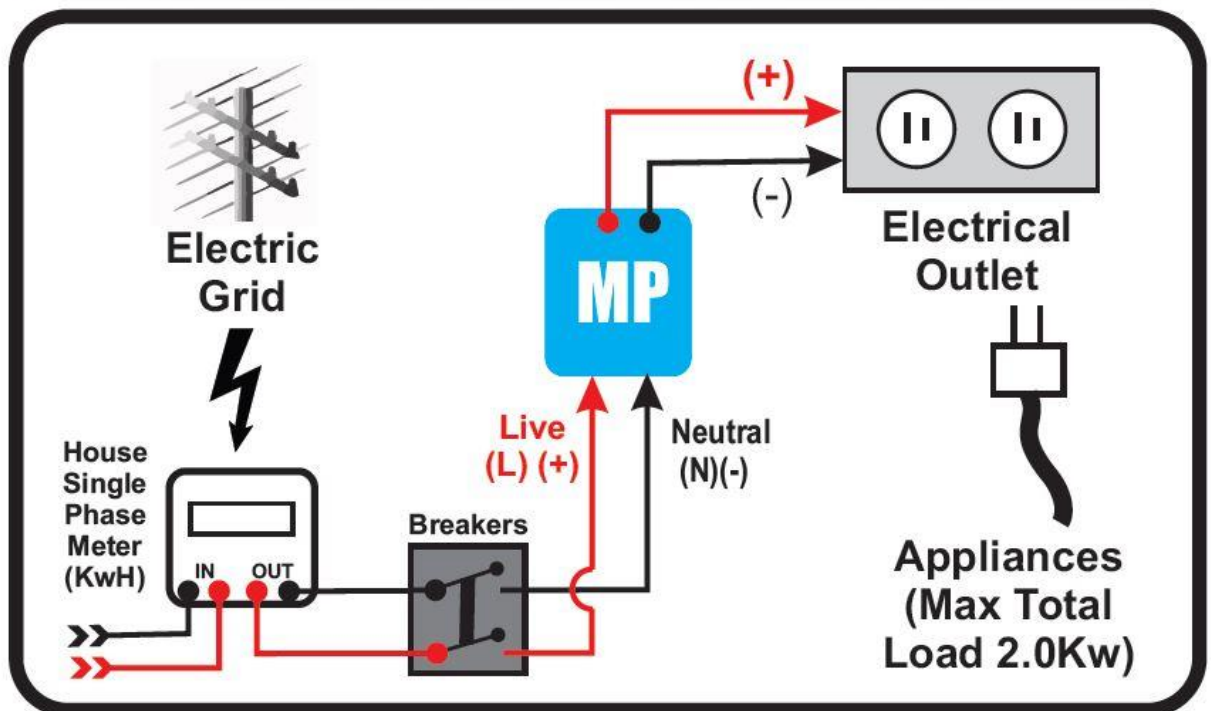 Electric
Grid
House
Single
Phase
Meter
(KwH)
IN OUT
Breakers
Live
(L) (+)
Neutral
(N)(-)
MP
(+)
(-)
Electrical
Outlet
Appliances
(Max Total
Load 2.0Kw)